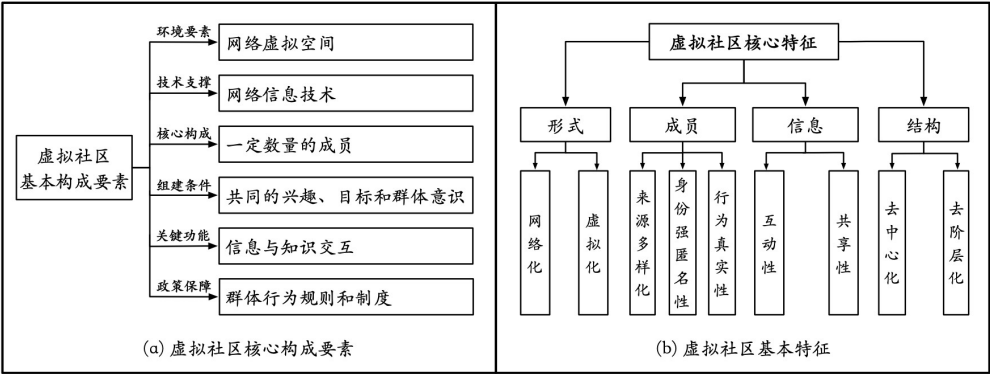 虚拟社区
基本构成要素
环境要素
网络虚拟空间
技术支撑
网络信息技术
核心构成
一定数量的成员
组建条件
共同的兴趣、目标和群体意识
关键功能
信息与知识交互
政策保障
群体行为规则和制度
(a) 虚拟社区核心构成要素
虚拟社区核心特征
形式
成员
信息
结构
网络化
虚拟化
来源多样化
身份强匿名性
行为真实性
互动性
共享性
去中心化
去阶层化
(b) 虚拟社区基本特征